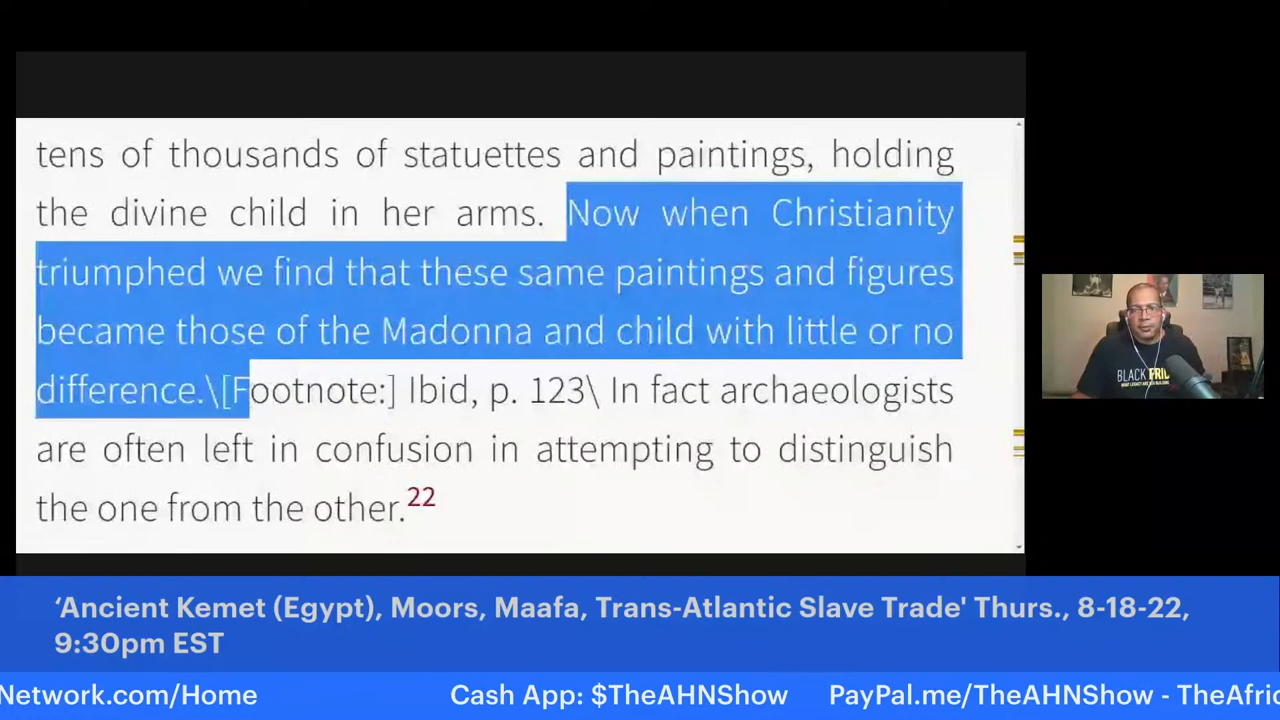 tens of thousands of statuettes and paintings, holding
the divine child in her arms. Now when Christianity
triumphed we find that these same paintings and figures
became those of the Madonna and child with little or no
difference.\[Footnote:] Ibid, p. 123\ In fact archaeologists
are often left in confusion in attempting to distinguish
the one from the other.22
BLACK PRID
‘Ancient Kemet (Egypt), Moors, Maafa, Trans-Atlantic Slave Trade' Thurs., 8-18-22,
9:30pm EST
Network.com/Home Cash App: $TheAHNShow PayPal.me/TheAHNShow - TheAfric